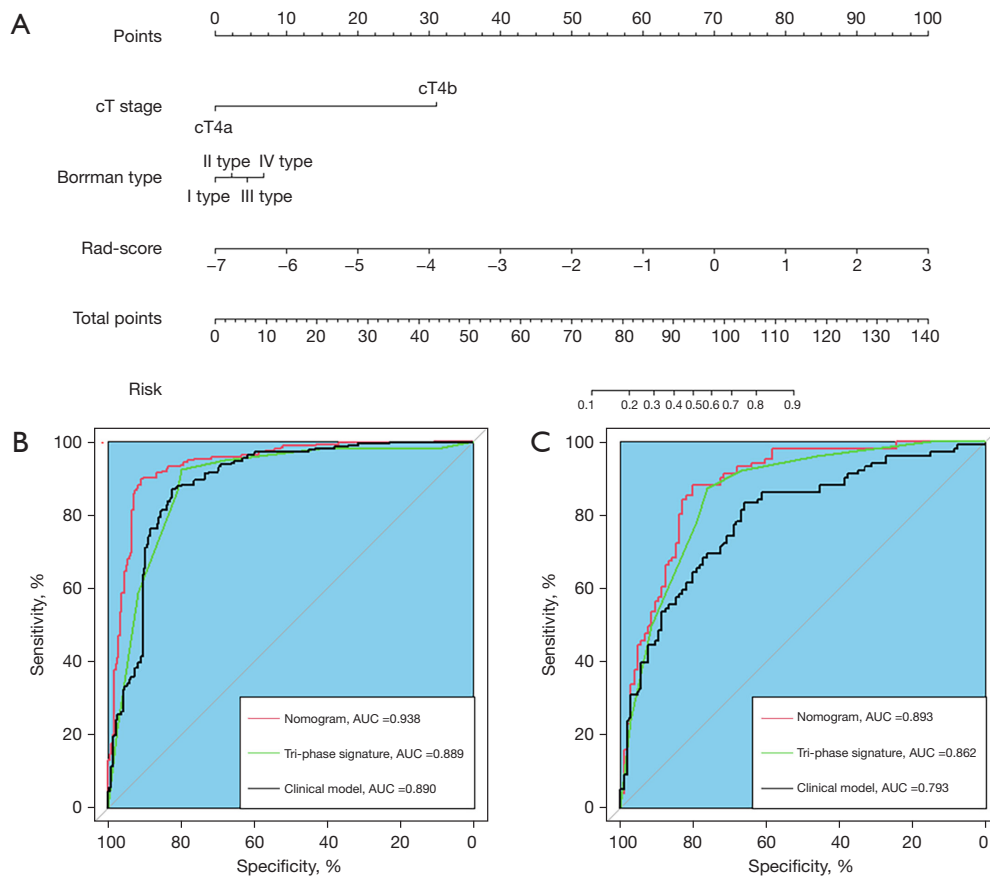 A
Points
0 10 20 30 40 50 60 70 80 90 100
cT stage
cT4b
cT4a
Borrman type
II type IV type
I type III type
Rad-score
−7 −6 −5 −4 −3 −2 −1 0 1 2 3
Total points
0 10 20 30 40 50 60 70 80 90 100 110 120 130 140
Risk
0.1 0.2 0.3 0.4 0.50.6 0.7 0.8 0.9
B
100
80
60
40
20
0
Sensitivity, %
Nomogram, AUC =0.938
Tri-phase signature, AUC =0.889
Clinical model, AUC =0.890
100 80 60 40 20 0
Specificity, %
C
100
80
60
40
20
0
Sensitivity, %
Nomogram, AUC =0.893
Tri-phase signature, AUC =0.862
Clinical model, AUC =0.793
100 80 60 40 20 0
Specificity, %